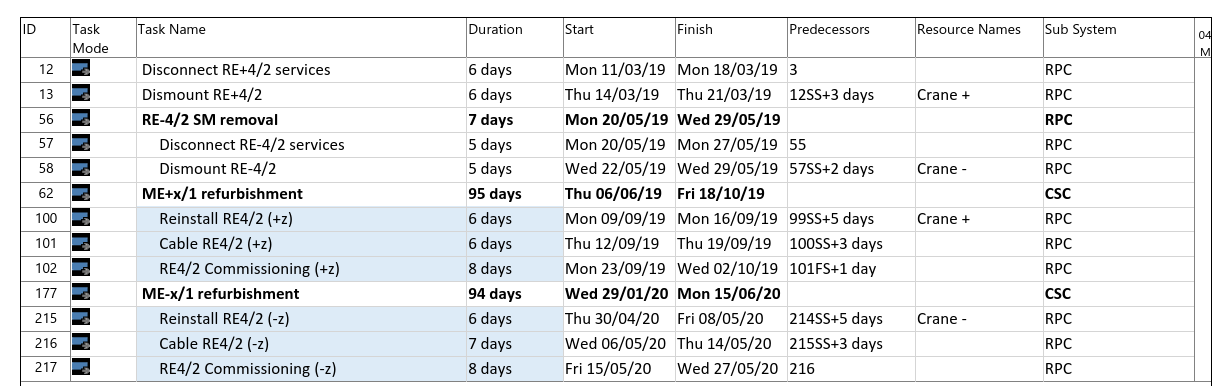 ID Task Mode Task Name Duration Start Finish Predecessors Resource Names Sub System 04 M
12 Disconnect RE+4/2 services 6 days Mon 11/03/19 Mon 18/03/19 3 RPC
13 Dismount RE+4/2 6 days Thu 14/03/19 Thu 21/03/19 12SS+3 days Crane + RPC
56 RE-4/2 SM removal 7 days Mon 20/05/19 Wed 29/05/19 RPC
57 Disconnect RE-4/2 services 5 days Mon 20/05/19 Mon 27/05/19 55 RPC
58 Dismount RE-4/2 5 days Wed 22/05/19 Wed 29/05/19 57SS+2 days Crane - RPC
62 ME+x/1 refurbishment 95 days Thu 06/06/19 Fri 18/10/19 CSC
100 Reinstall RE4/2 (+z) 6 days Mon 09/09/19 Mon 16/09/19 99SS+5 days Crane + RPC
101 Cable RE4/2 (+z) 6 days Thu 12/09/19 Thu 19/09/19 100SS+3 days RPC
102 RE4/2 Commissioning (+z) 8 days Mon 23/09/19 Wed 02/10/19 101FS+1 day RPC
177 ME-x/1 refurbishment 94 days Wed 29/01/20 Mon 15/06/20 CSC
215 Reinstall RE4/2 (-z) 6 days Thu 30/04/20 Fri 08/05/20 214SS+5 days Crane - RPC
216 Cable RE4/2 (-z) 7 days Wed 06/05/20 Thu 14/05/20 215SS+3 days RPC
217 RE4/2 Commissioning (-z) 8 days Fri 15/05/20 Wed 27/05/20 216 RPC